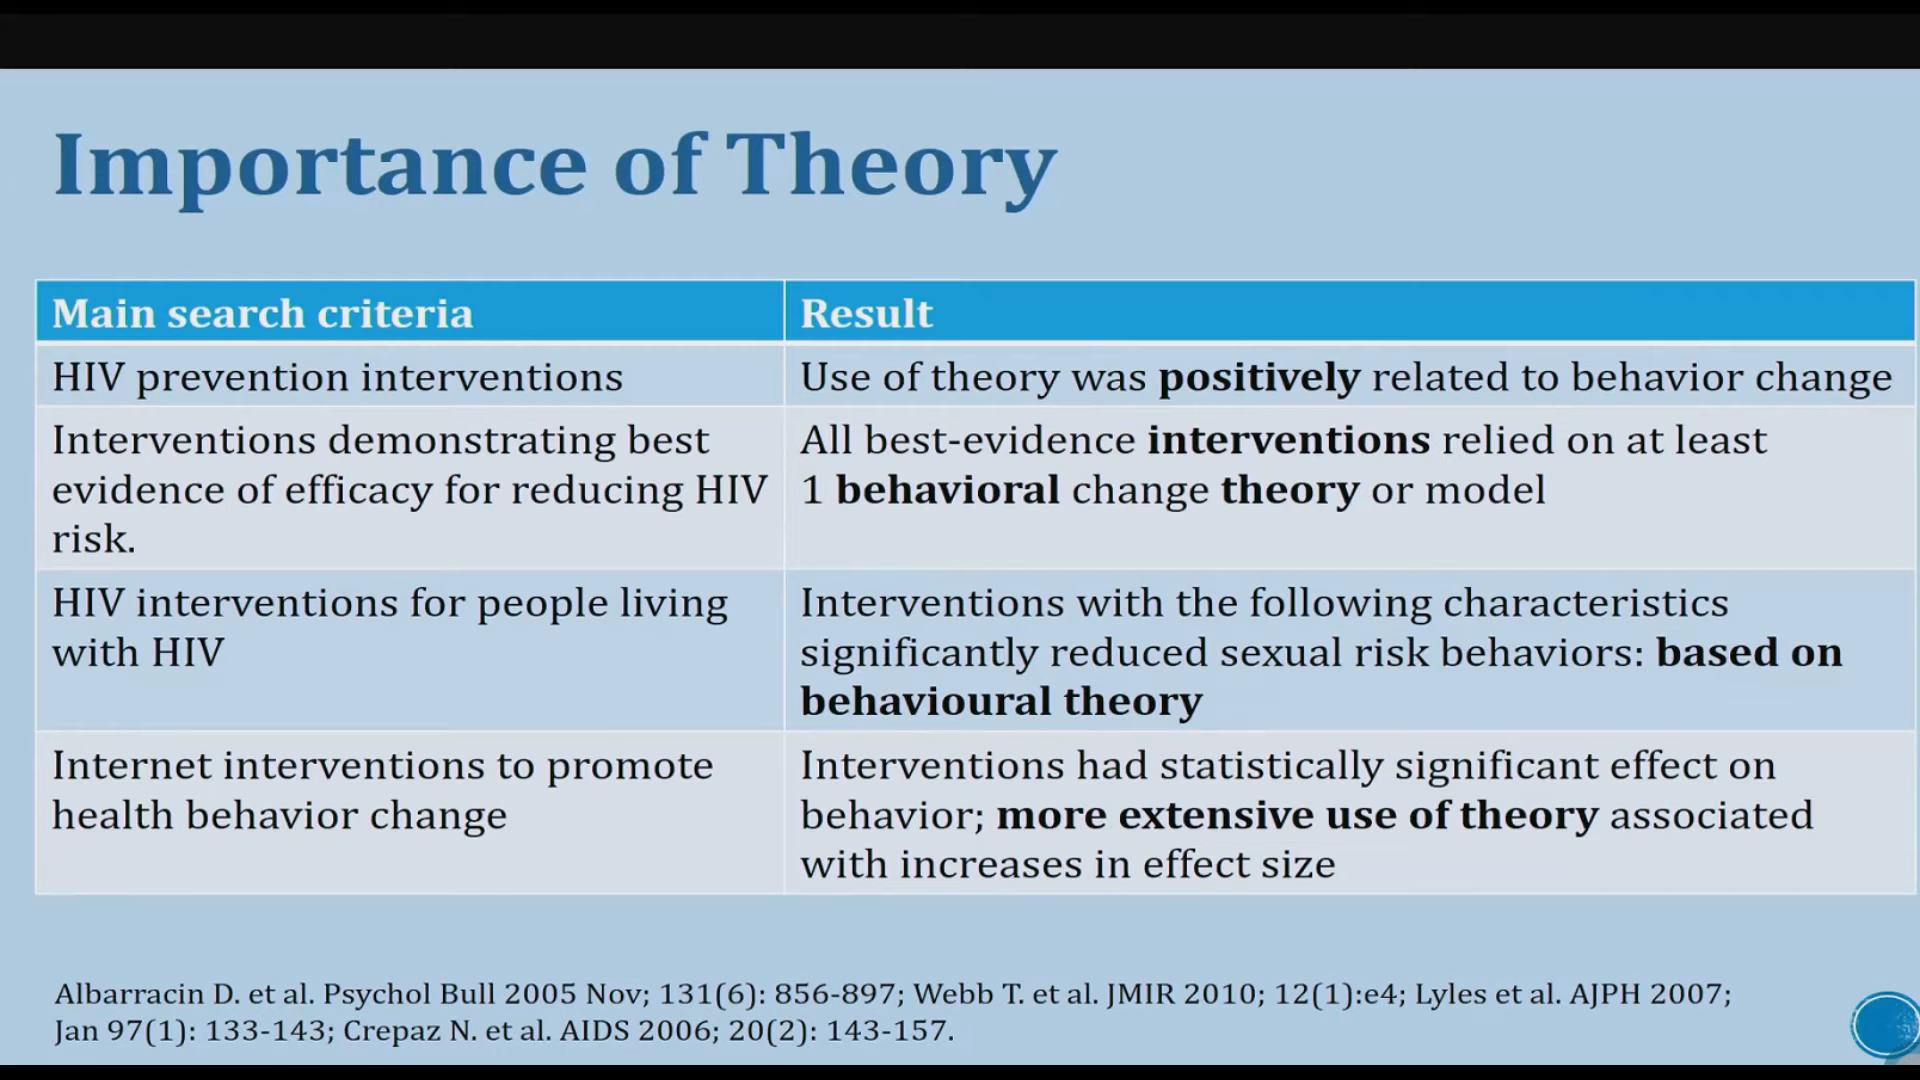 Importance of Theory
Main search criteria
Result
HIV prevention interventions
Use of theory was positively related to behavior change
Interventions demonstrating best
evidence of efficacy for reducing HIV
risk.
All best-evidence interventions relied on at least
1 behavioral change theory or model
HIV interventions for people living
with HIV
Interventions with the following characteristics
significantly reduced sexual risk behaviors: based on
behavioural theory
Internet interventions to promote
health behavior change
Interventions had statistically significant effect on
behavior; more extensive use of theory associated
with increases in effect size
Albarracin D. et al. Psychol Bull 2005 Nov; 131(6): 856-897; Webb T. et al. JMIR 2010; 12(1):e4; Lyles et al. AJPH 2007;
Jan 97(1): 133-143; Crepaz N. et al. AIDS 2006; 20(2): 143-157.